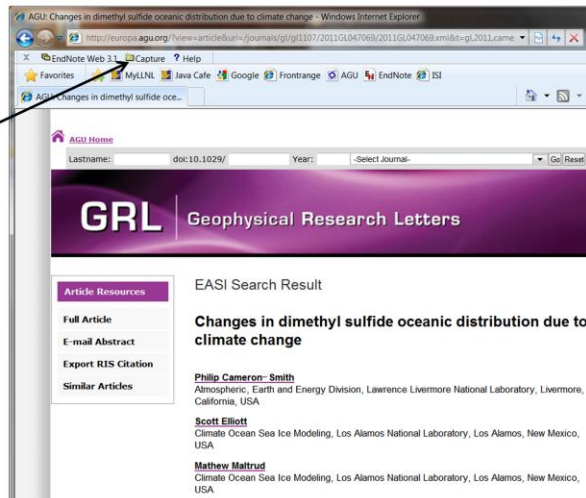 AGU: Changes in dimethyl sulfide oceanic distribution due to climate change - Windows Internet Explorer
http://europa.agu.org/?view=article&uri=/journals/gl/gl1107/2011GL047069/2011GL047069.xml&t=gl,2011,came
X EndNote Web 3.1 Capture ? Help
Favorites MyLLNL Java Cafe Google Frontrange AGU EndNote ISI
AGU: Changes in dimethyl sulfide oce...
AGU Home
Lastname: doi:10.1029/ Year: -Select Journal- Go Reset
GRL Geophysical Research Letters
Article Resources
Full Article
E-mail Abstract
Export RIS Citation
Similar Articles
EASI Search Result
Changes in dimethyl sulfide oceanic distribution due to
climate change
Philip Cameron-Smith
Atmospheric, Earth and Energy Division, Lawrence Livermore National Laboratory, Livermore,
California, USA
Scott Elliott
Climate Ocean Sea Ice Modeling, Los Alamos National Laboratory, Los Alamos, New Mexico,
USA
Mathew Maltrud
Climate Ocean Sea Ice Modeling, Los Alamos National Laboratory, Los Alamos, New Mexico,
USA